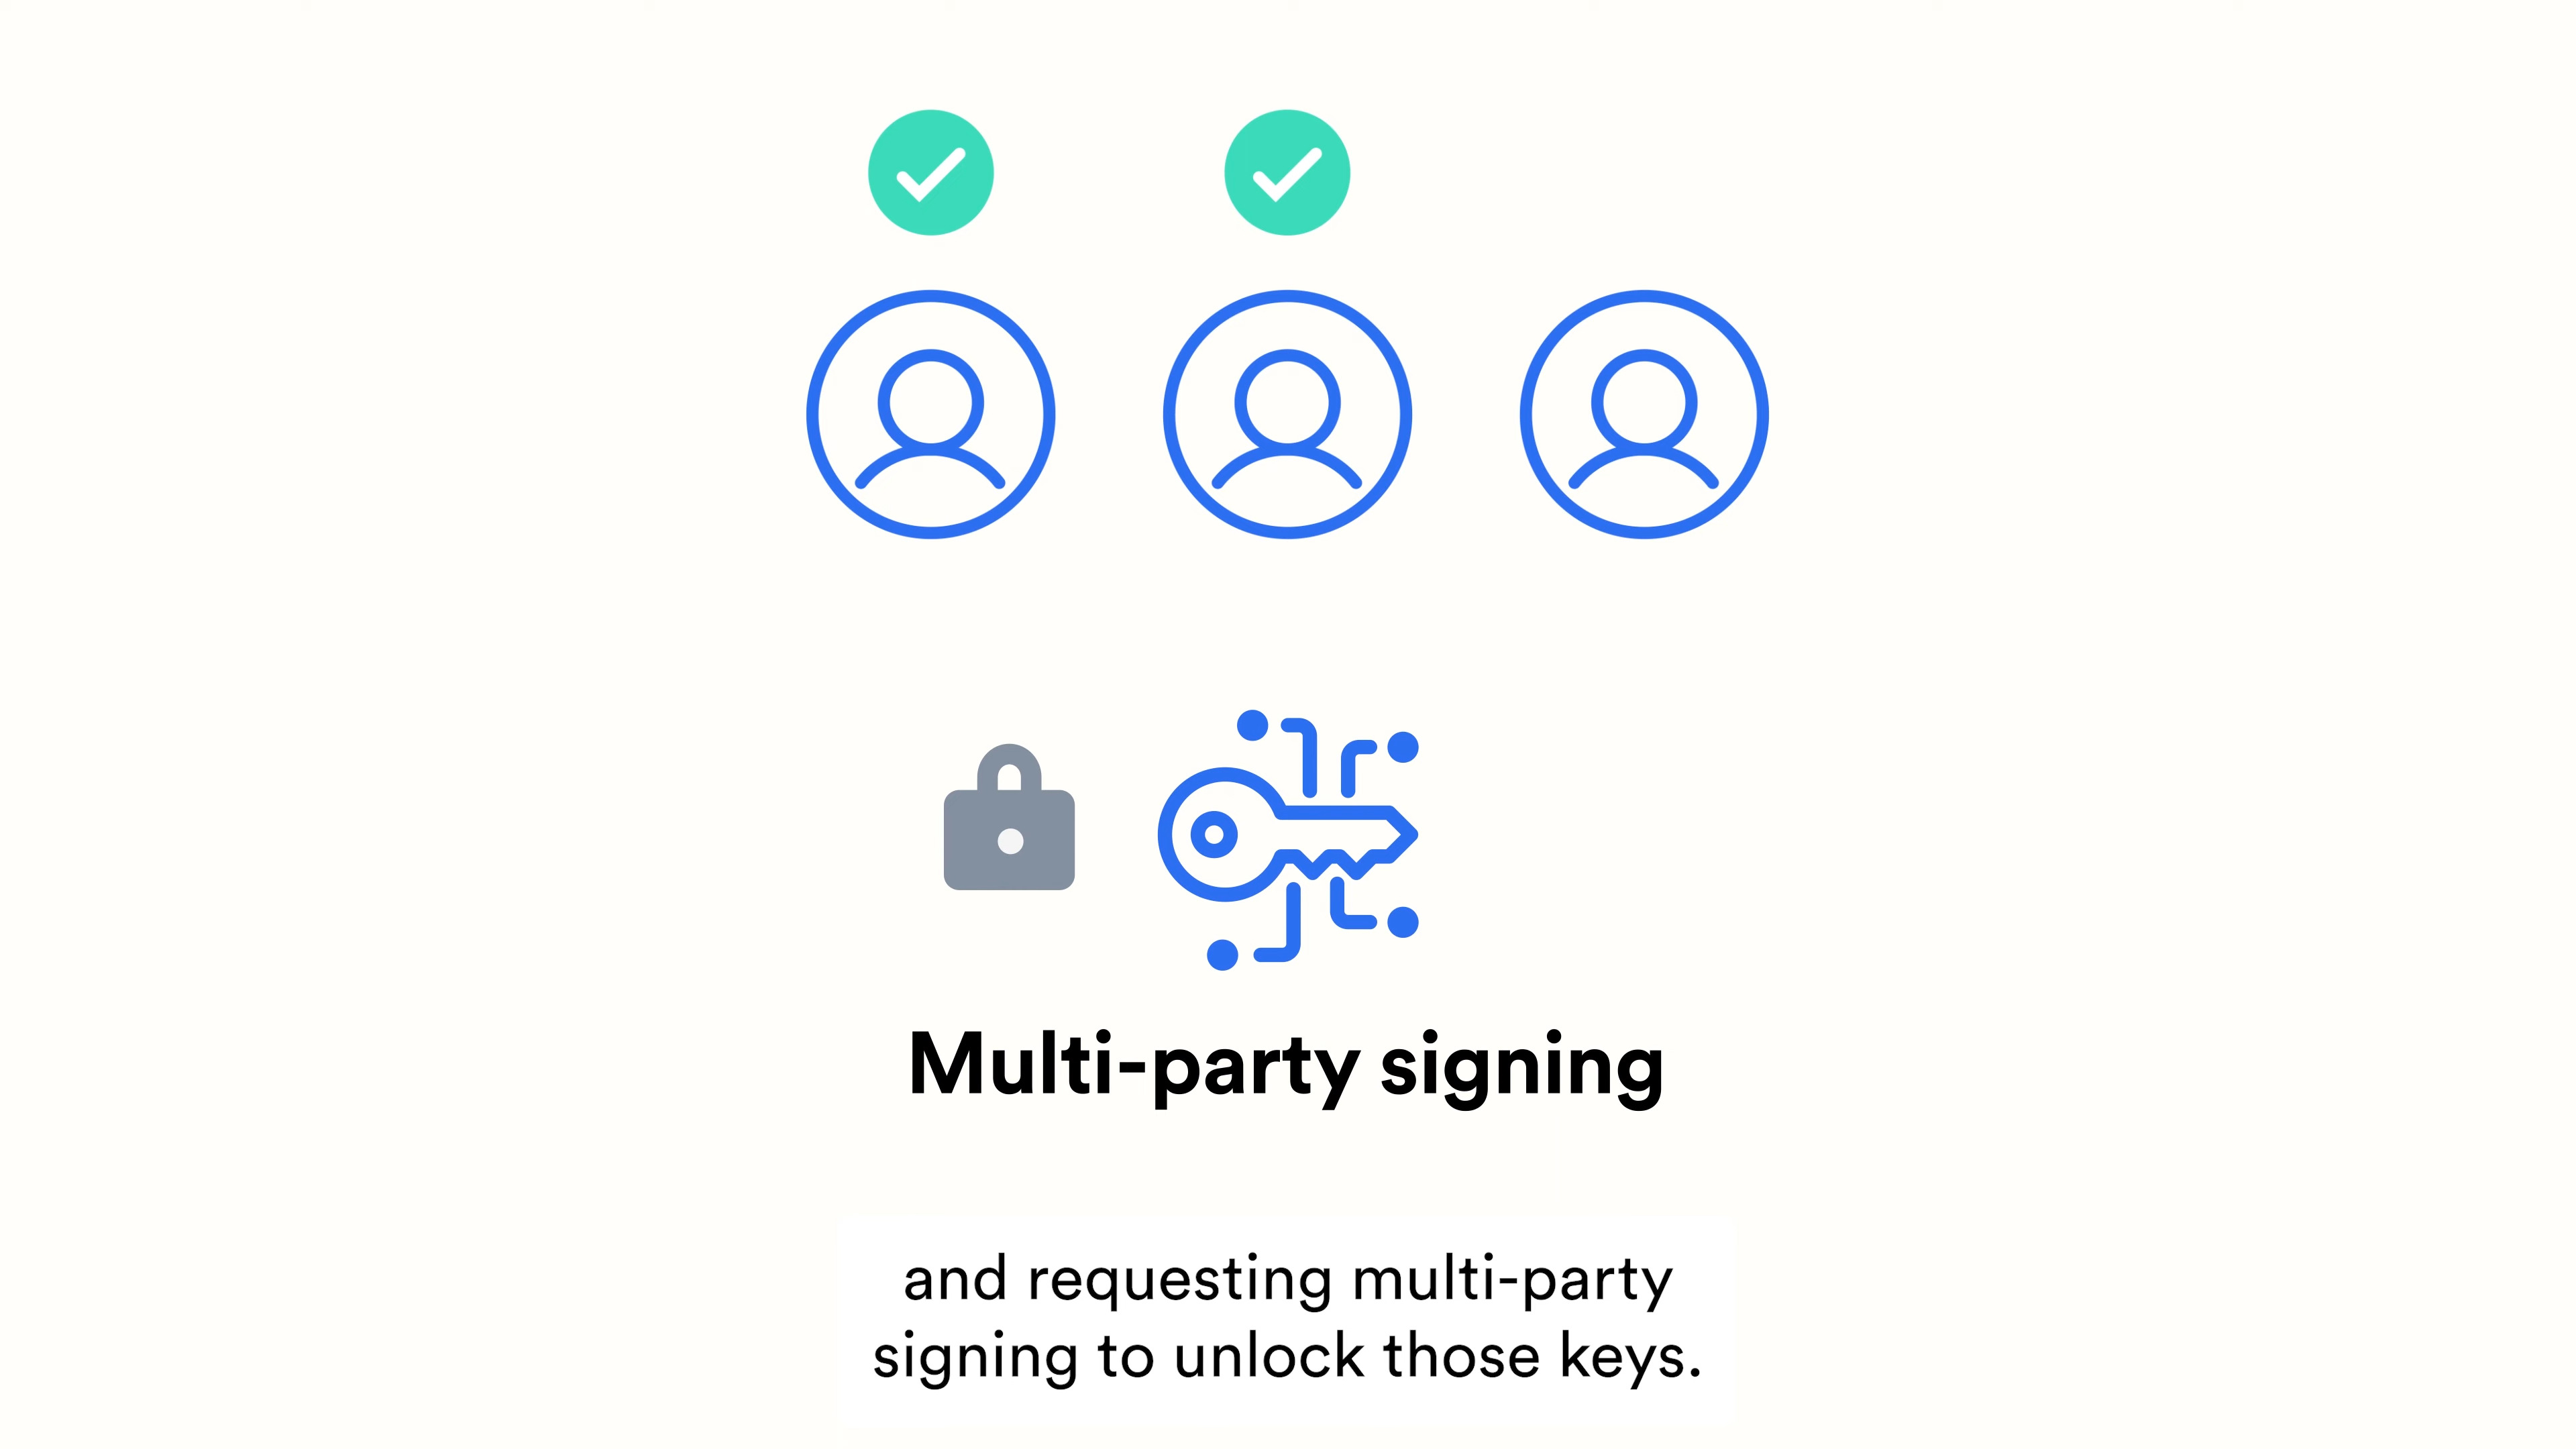 Multi-party signing
and requesting multi-party
signing to unlock those keys.